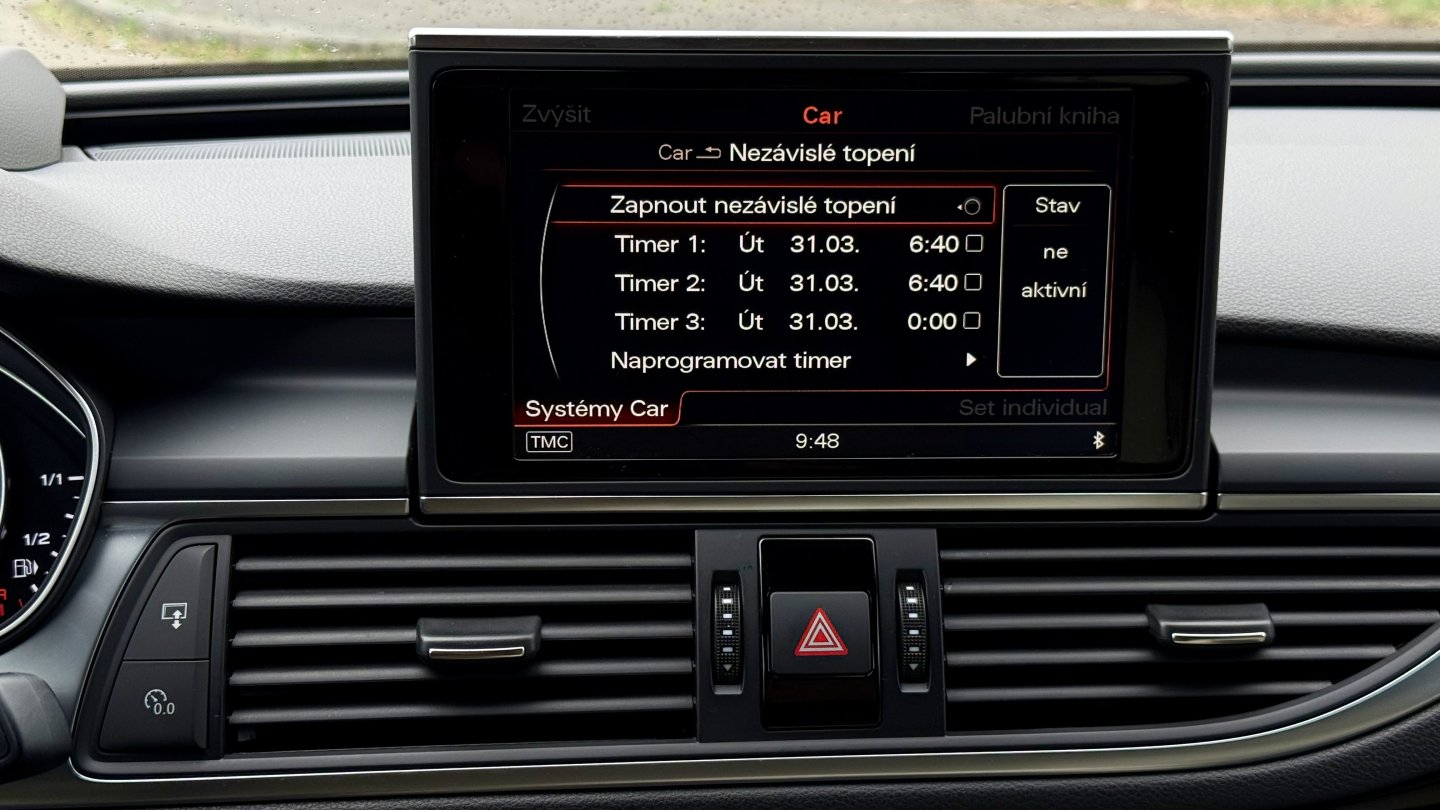 Zvýšit Car Palubní kniha
Car Nezávislé topení
Zapnout nezávislé topení
Timer 1: Út 31.03. 6:40
Timer 2: Út 31.03. 6:40
Timer 3: Út 31.03. 0:00
Naprogramovat timer
Stav
ne
aktivní
Systémy Car
Set individual
TMC
9:48
1/1
1/2
R
0.0